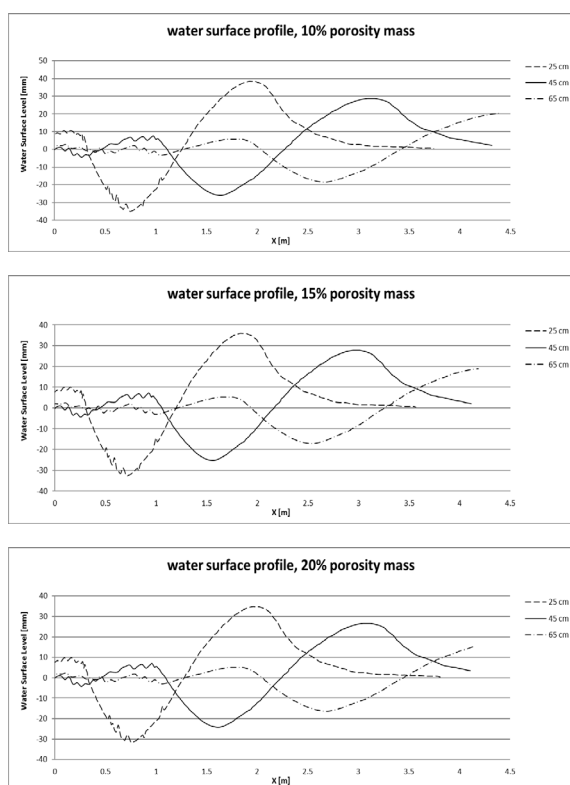 water surface profile, 10% porosity mass
Water Surface Level [mm]
50
40
30
20
10
0
-10
-20
-30
-40
0 0.5 1 1.5 2 2.5 3 3.5 4 4.5
X [m]
25 cm
45 cm
65 cm
water surface profile, 15% porosity mass
Water Surface Level [mm]
40
30
20
10
0
-10
-20
-30
-40
0 0.5 1 1.5 2 2.5 3 3.5 4 4.5
X [m]
25 cm
45 cm
65 cm
water surface profile, 20% porosity mass
Water Surface Level [mm]
40
30
20
10
0
-10
-20
-30
-40
0 0.5 1 1.5 2 2.5 3 3.5 4 4.5
X [m]
25 cm
45 cm
65 cm